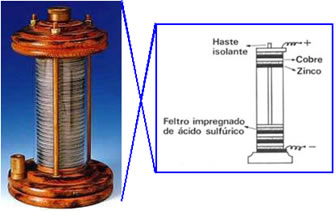 Haste
isolante
+
Cobre
Zinco
Feltro impregnado
de ácido sulfúrico
−